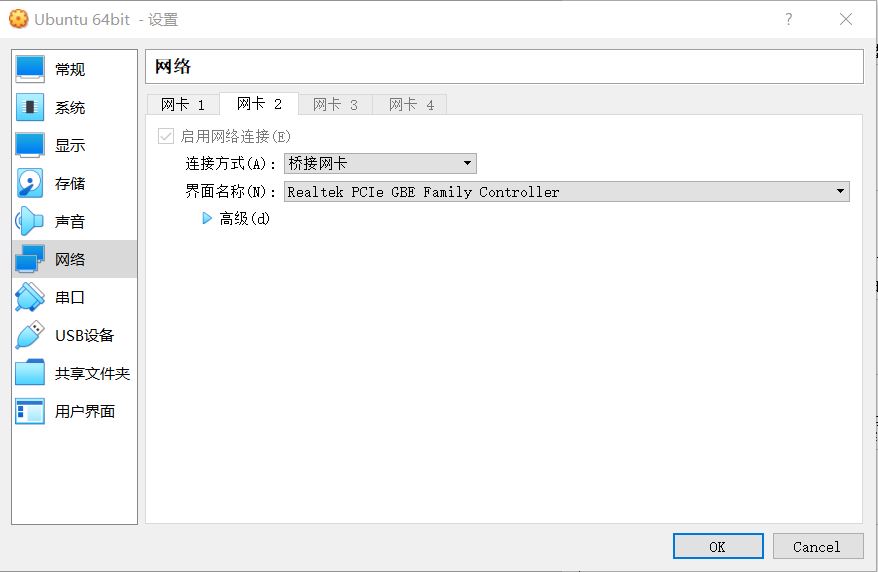 Ubuntu 64bit - 设置 ?
常规
系统
显示
存储
声音
网络
串口
USB设备
共享文件夹
用户界面
网络
网卡 1 网卡 2 网卡 3 网卡 4
启用网络连接(E)
连接方式(A): 桥接网卡
界面名称(N): Realtek PCIe GBE Family Controller
高级(d)
OK Cancel